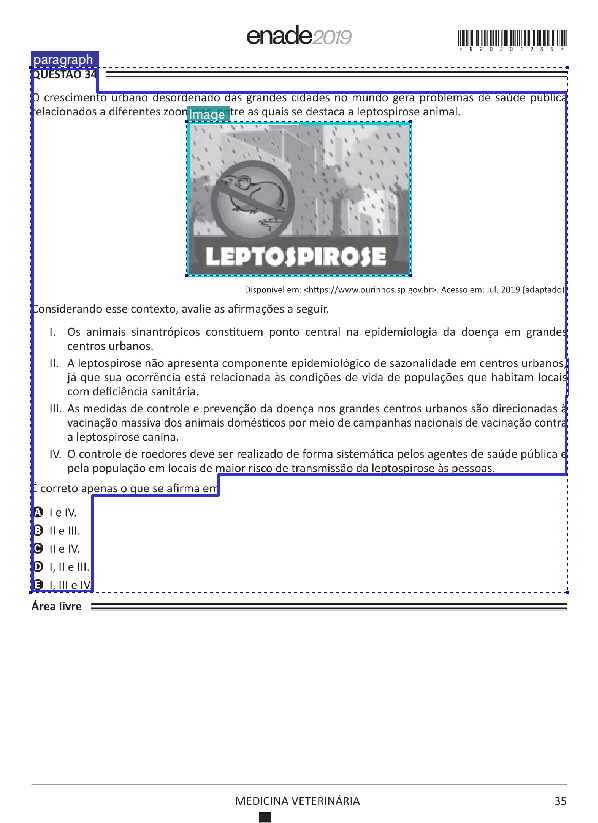 enade2019
paragraph
QUESTÃO 34
O crescimento urbano desordenado das grandes cidades no mundo gera problemas de saúde pública
relacionados a diferentes entre as quais se destaca a leptospirose animal.
Image
LEPTOSPIROSE
Disponível em: <https://www.ourinhos.sp.gov.br>. Acesso em: jul. 2019 (adaptado).
Considerando esse contexto, avalie as afirmações a seguir.
I. Os animais sinantrópicos constituem ponto central na epidemiologia da doença em grandes
centros urbanos.
II. A leptospirose não apresenta componente epidemiológico de sazonalidade em centros urbanos,
já que sua ocorrência está relacionada às condições de vida de populações que habitam locais
com deficiência sanitária.
III. As medidas de controle e prevenção da doença nos grandes centros urbanos são direcionadas à
vacinação massiva dos animais domésticos por meio de campanhas nacionais de vacinação contra
a leptospirose canina.
IV. O controle de roedores deve ser realizado de forma sistemática pelos agentes de saúde pública e
pela população em locais de maior risco de transmissão da leptospirose às pessoas.
É correto apenas o que se afirma em
A I e IV.
B II e III.
C II e IV.
D I, II e III.
E I, III e IV.
Área livre
MEDICINA VETERINÁRIA
35